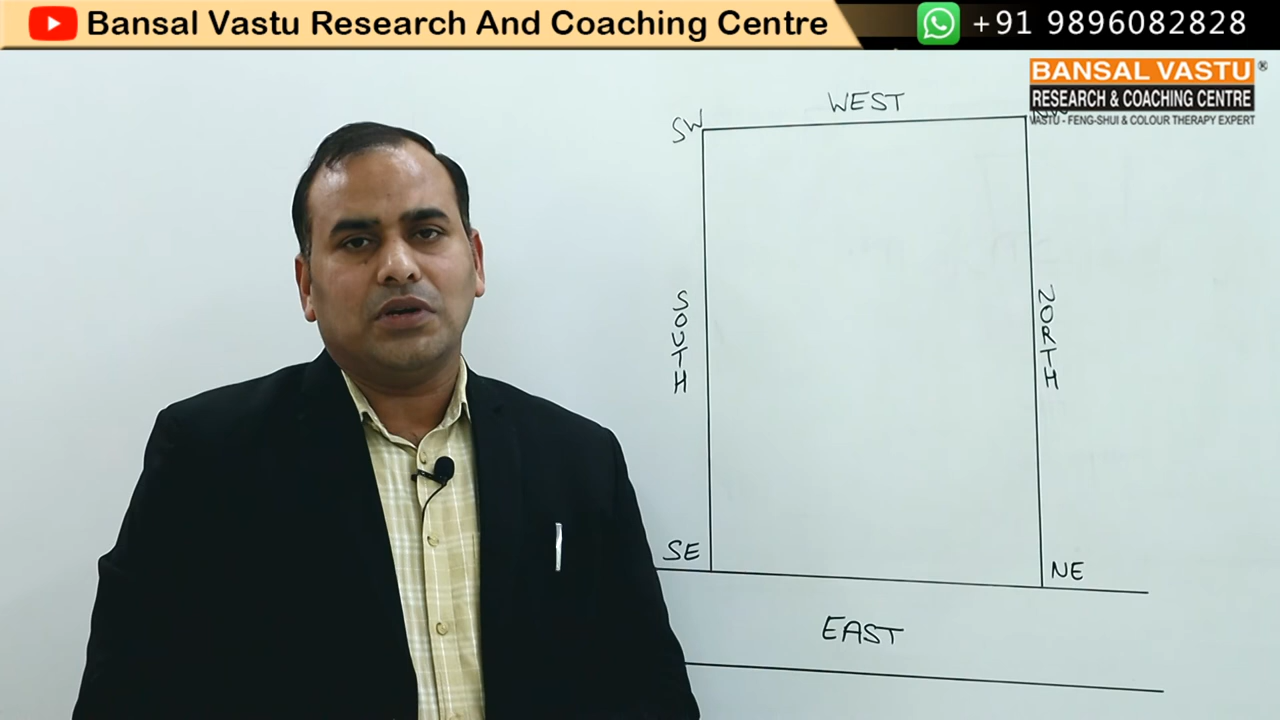 Bansal Vastu Research And Coaching Centre
+91 9896082828
BANSAL VASTU ®
RESEARCH & COACHING CENTRE
VASTU - FENG-SHUI & COLOUR THERAPY EXPERT
WEST
SW
SOUTH
NORTH
SE
NE
EAST